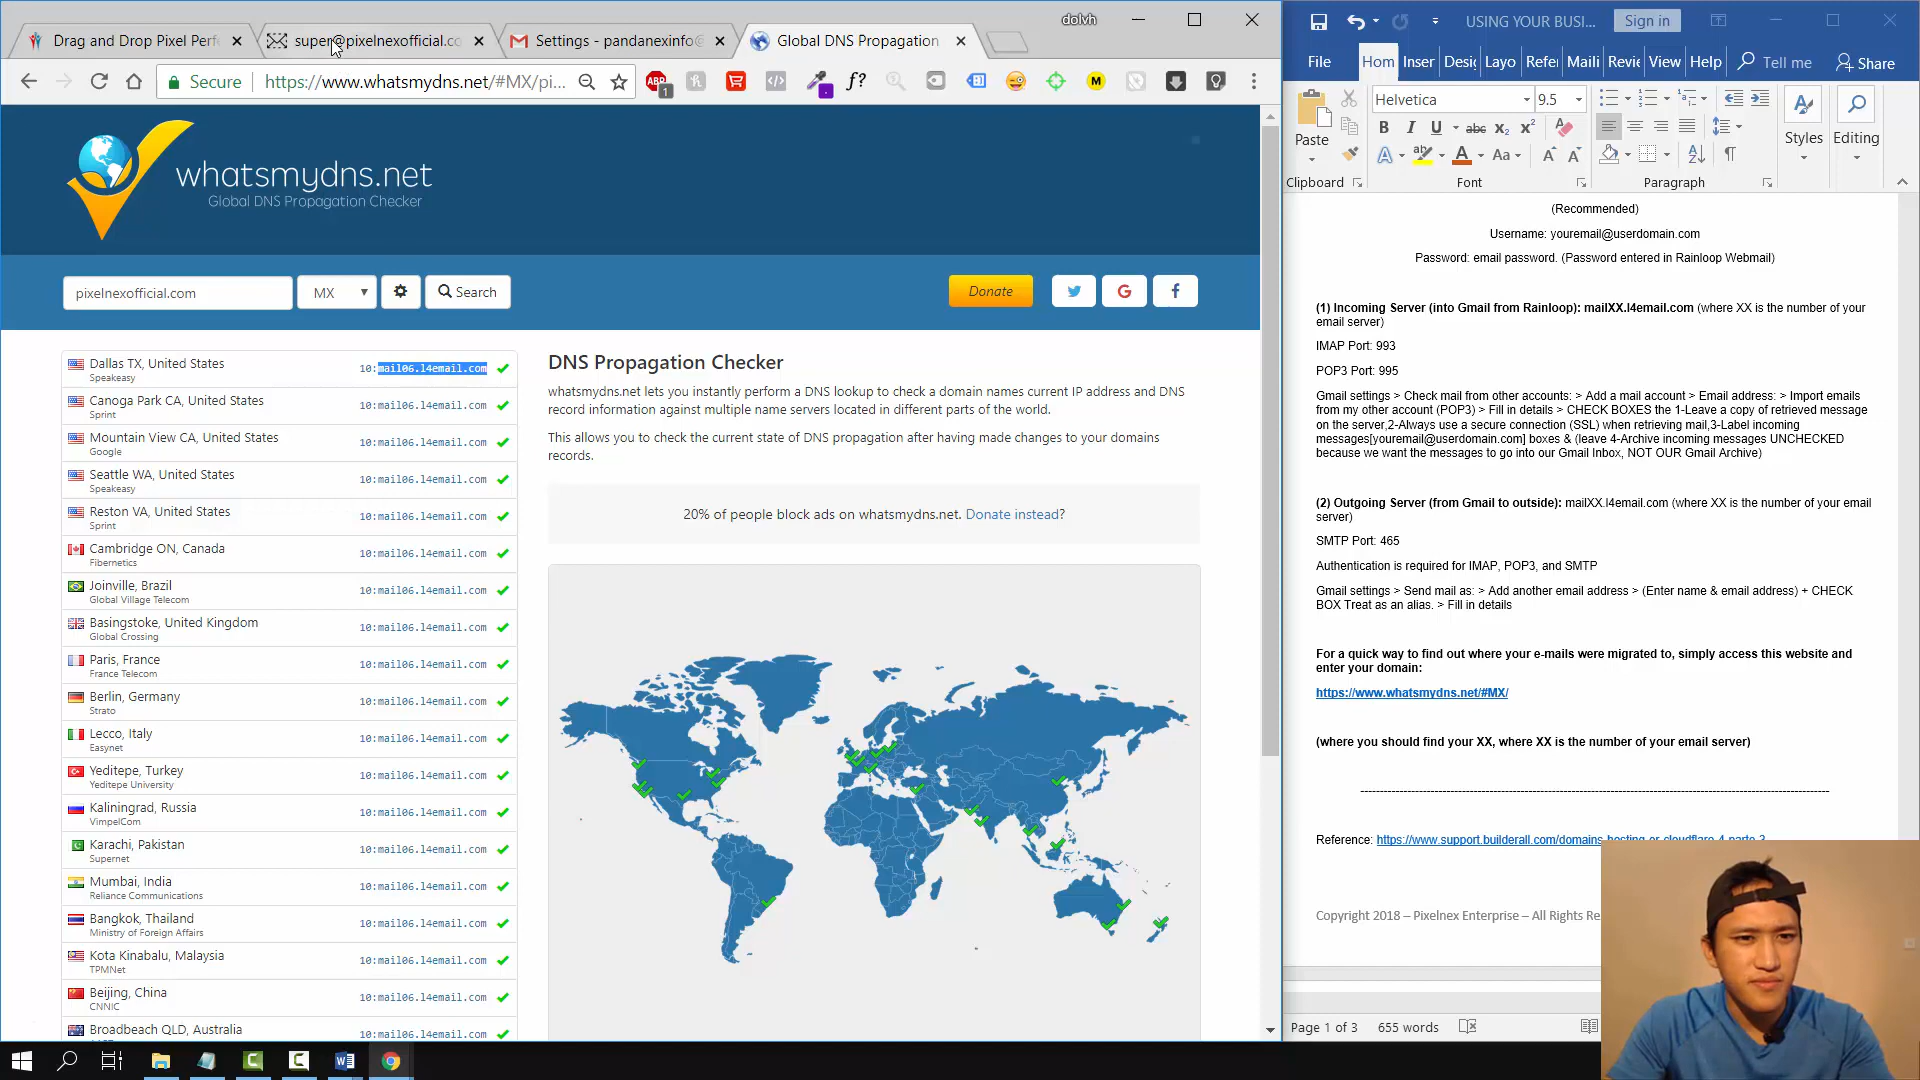 dolvh
Drag and Drop Pixel Perf
super@pixelnexofficial.co
Settings - pandanexinfo@
Global DNS Propagation
Secure
https://www.whatsmydns.net/#MX/pi...
ABP
1
f?
M
whatsmydns.net
Global DNS Propagation Checker
pixelnexofficial.com
MX
Search
Donate
Dallas TX, United States
Speakeasy
10:mail06.l4email.com
Canoga Park CA, United States
Sprint
10:mail06.l4email.com
Mountain View CA, United States
Google
10:mail06.l4email.com
Seattle WA, United States
Speakeasy
10:mail06.l4email.com
Reston VA, United States
Sprint
10:mail06.l4email.com
Cambridge ON, Canada
Fibernetics
10:mail06.l4email.com
Joinville, Brazil
Global Village Telecom
10:mail06.l4email.com
Basingstoke, United Kingdom
Global Crossing
10:mail06.l4email.com
Paris, France
France Telecom
10:mail06.l4email.com
Berlin, Germany
Strato
10:mail06.l4email.com
Lecco, Italy
Easynet
10:mail06.l4email.com
Yeditepe, Turkey
Yeditepe University
10:mail06.l4email.com
Kaliningrad, Russia
VimpelCom
10:mail06.l4email.com
Karachi, Pakistan
Supernet
10:mail06.l4email.com
Mumbai, India
Reliance Communications
10:mail06.l4email.com
Bangkok, Thailand
Ministry of Foreign Affairs
10:mail06.l4email.com
Kota Kinabalu, Malaysia
TPMNet
10:mail06.l4email.com
Beijing, China
CNNIC
10:mail06.l4email.com
Broadbeach QLD, Australia
10:mail06.l4email.com
DNS Propagation Checker
whatsmydns.net lets you instantly perform a DNS lookup to check a domain names current IP address and DNS
record information against multiple name servers located in different parts of the world.
This allows you to check the current state of DNS propagation after having made changes to your domains
records.
20% of people block ads on whatsmydns.net. Donate instead?
USING YOUR BUSI...
Sign in
File
Hom
Inser
Desig
Layo
Refer
Maili
Revie
View
Help
Tell me
Share
Paste
Helvetica
9.5
B I U abc X₂ X²
A A Aa A A
Styles
Editing
Clipboard
Font
Paragraph
(Recommended)
Username: youremail@userdomain.com
Password: email password. (Password entered in Rainloop Webmail)
(1) Incoming Server (into Gmail from Rainloop): mailXX.l4email.com (where XX is the number of your
email server)
IMAP Port: 993
POP3 Port: 995
Gmail settings > Check mail from other accounts: > Add a mail account > Email address: > Import emails
from my other account (POP3) > Fill in details > CHECK BOXES the 1-Leave a copy of retrieved message
on the server,2-Always use a secure connection (SSL) when retrieving mail,3-Label incoming
messages[youremail@userdomain.com] boxes & (leave 4-Archive incoming messages UNCHECKED
because we want the messages to go into our Gmail Inbox, NOT OUR Gmail Archive)
(2) Outgoing Server (from Gmail to outside): mailXX.l4email.com (where XX is the number of your email
server)
SMTP Port: 465
Authentication is required for IMAP, POP3, and SMTP
Gmail settings > Send mail as: > Add another email address > (Enter name & email address) + CHECK
BOX Treat as an alias. > Fill in details
For a quick way to find out where your e-mails were migrated to, simply access this website and
enter your domain:
https://www.whatsmydns.net/#MX/
(where you should find your XX, where XX is the number of your email server)
Reference: https://www.support.builderall.com/domains-hosting-or-cloudflare-4-parte-3
Copyright 2018 – Pixelnex Enterprise – All Rights Re
Page 1 of 3
655 words